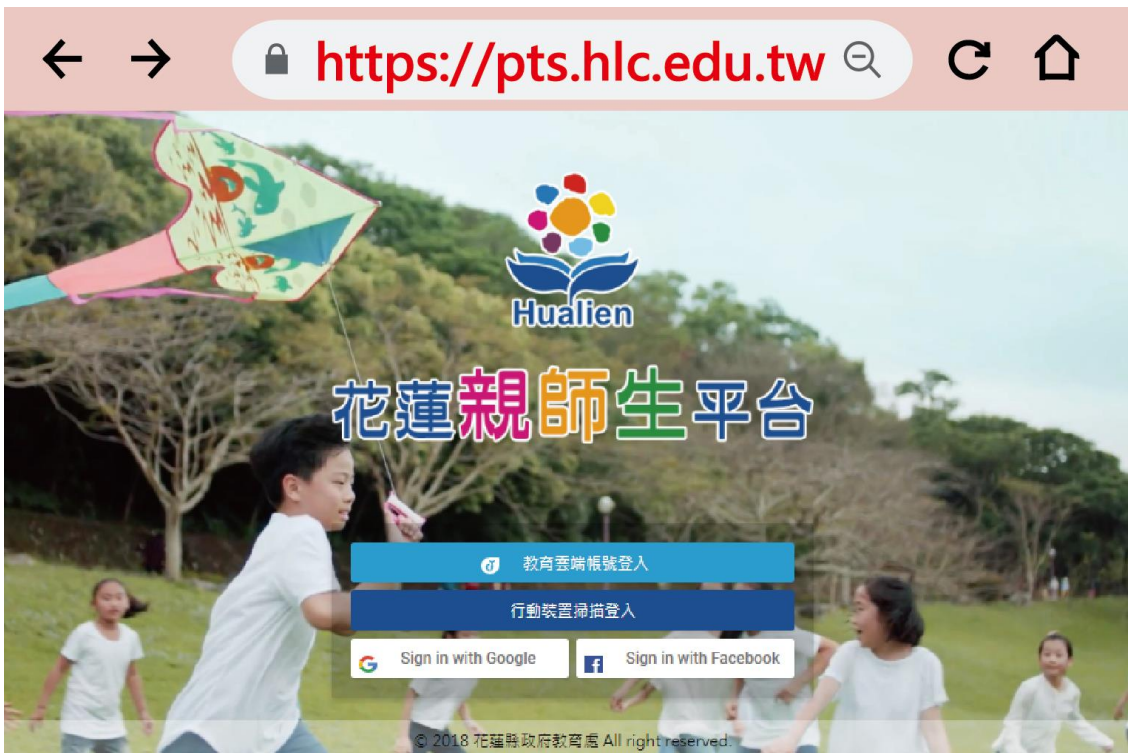 https://pts.hlc.edu.tw
Hualien
花蓮親師生平台
教育雲端帳號登入
行動裝置掃描登入
Sign in with Google
Sign in with Facebook
© 2018 花蓮縣政府教育處 All right reserved.